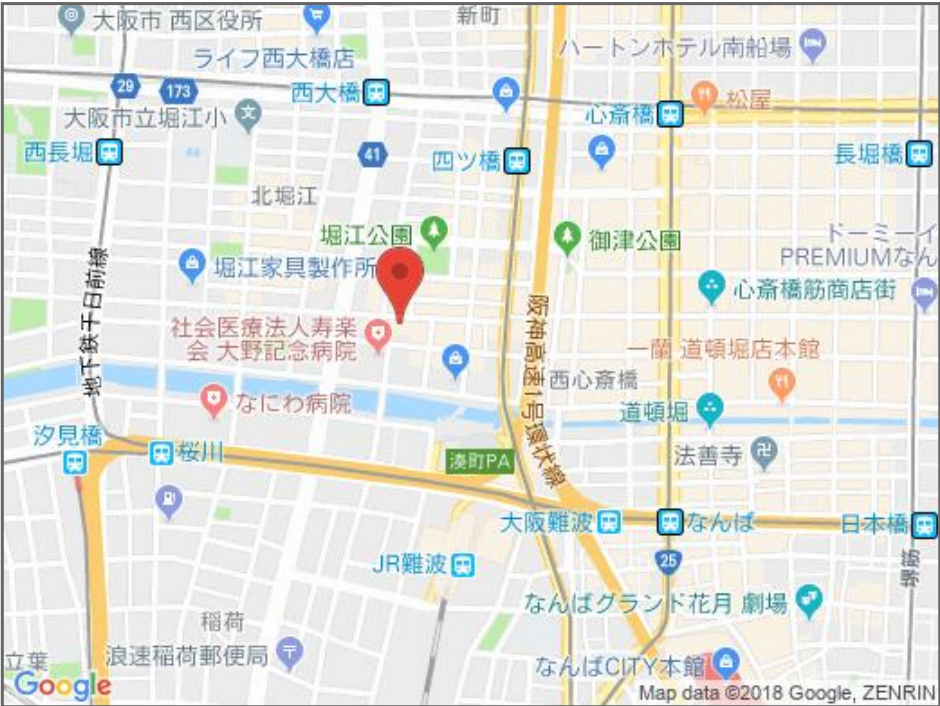 大阪市 西区役所
新町
ライフ西大橋店
ハートンホテル南船場
29
173
西大橋
心斎橋
松屋
大阪市立堀江小
西長堀
41
四ツ橋
長堀橋
北堀江
堀江公園
御津公園
ドーミーイ
PREMIUMなん
堀江家具製作所
心斎橋筋商店街
地下鉄千日前線
阪神高速1号環状線
社会医療法人寿楽
会 大野記念病院
一蘭 道頓堀店本館
西心斎橋
なにわ病院
道頓堀
汐見橋
桜川
湊町PA
法善寺
大阪難波
なんば
日本橋
JR難波
25
堺筋
なんばグランド花月 劇場
稲荷
立葉
浪速稲荷郵便局
なんばCITY本館
Google
Map data ©2018 Google, ZENRIN